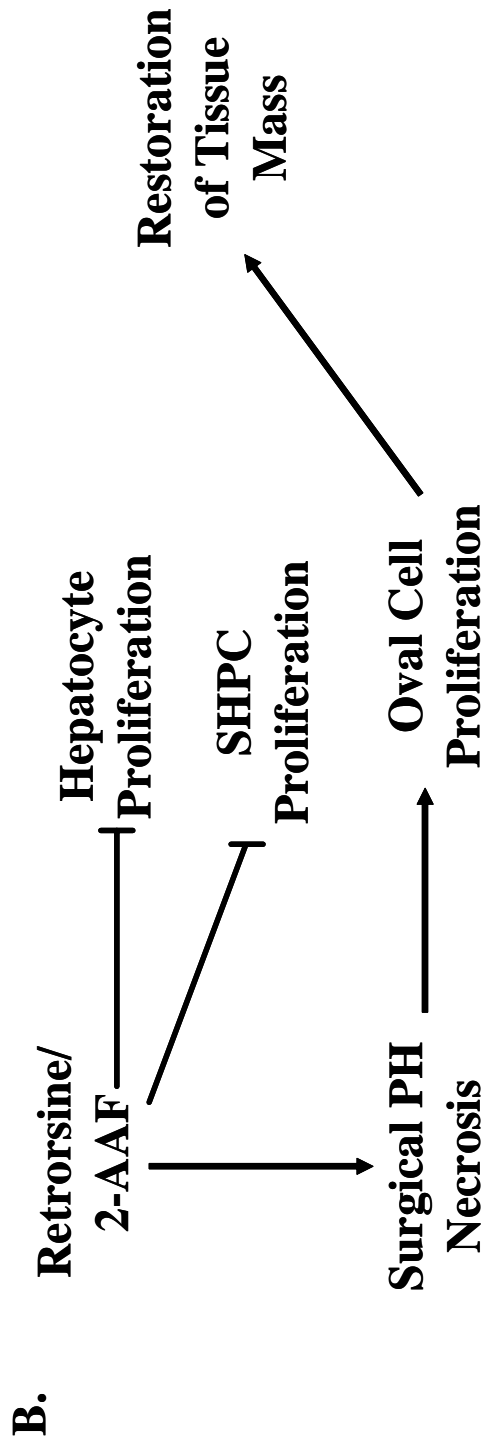 B.
Retrorsine/
2-AAF
Hepatocyte
Proliferation
SHPC
Proliferation
Surgical PH
Necrosis
Oval Cell
Proliferation
Restoration
of Tissue
Mass